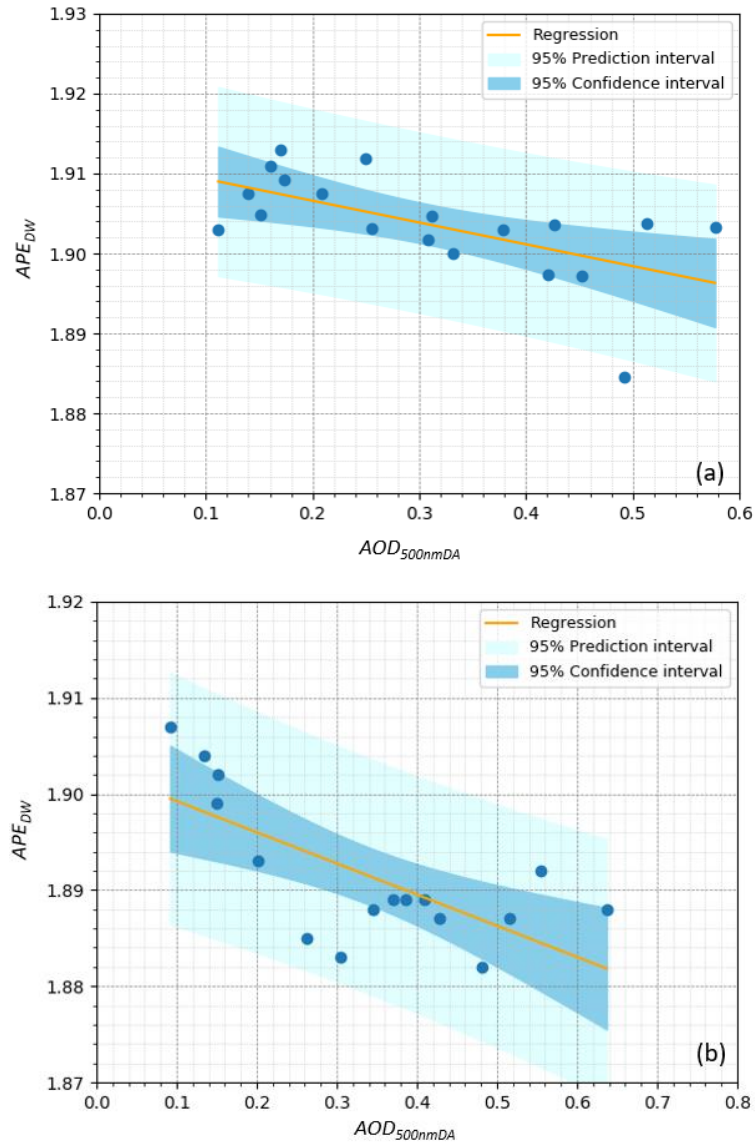 1.93
1.92
1.91
1.90
1.89
1.88
1.87
APE_DW
Regression
95% Prediction interval
95% Confidence interval
(a)
0.0 0.1 0.2 0.3 0.4 0.5 0.6
AOD_500nmDA
1.92
1.91
1.90
1.89
1.88
1.87
APE_DW
Regression
95% Prediction interval
95% Confidence interval
(b)
0.0 0.1 0.2 0.3 0.4 0.5 0.6 0.7 0.8
AOD_500nmDA